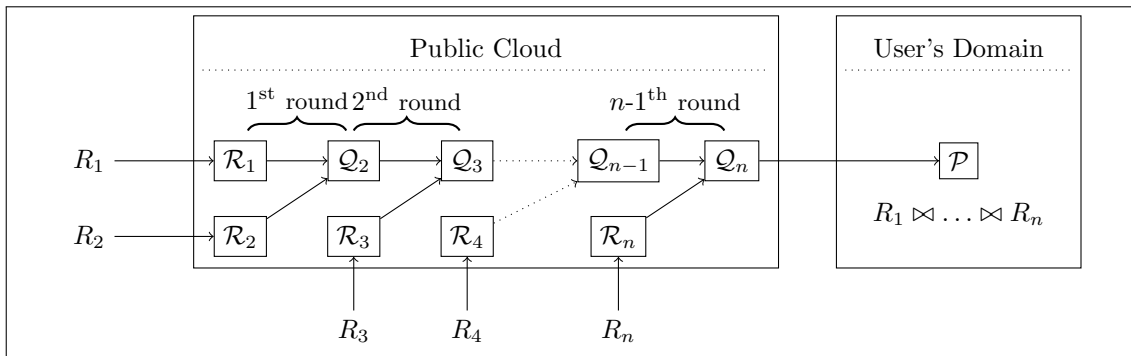 Public Cloud User's Domain
1st round 2nd round n-1th round
R₁ ℛ₁ 𝒬₂ 𝒬₃ 𝒬ₙ₋₁ 𝒬ₙ 𝒫
R₁ ⋈ … ⋈ Rₙ
R₂ ℛ₂ ℛ₃ ℛ₄ ℛₙ
R₃ R₄ Rₙ